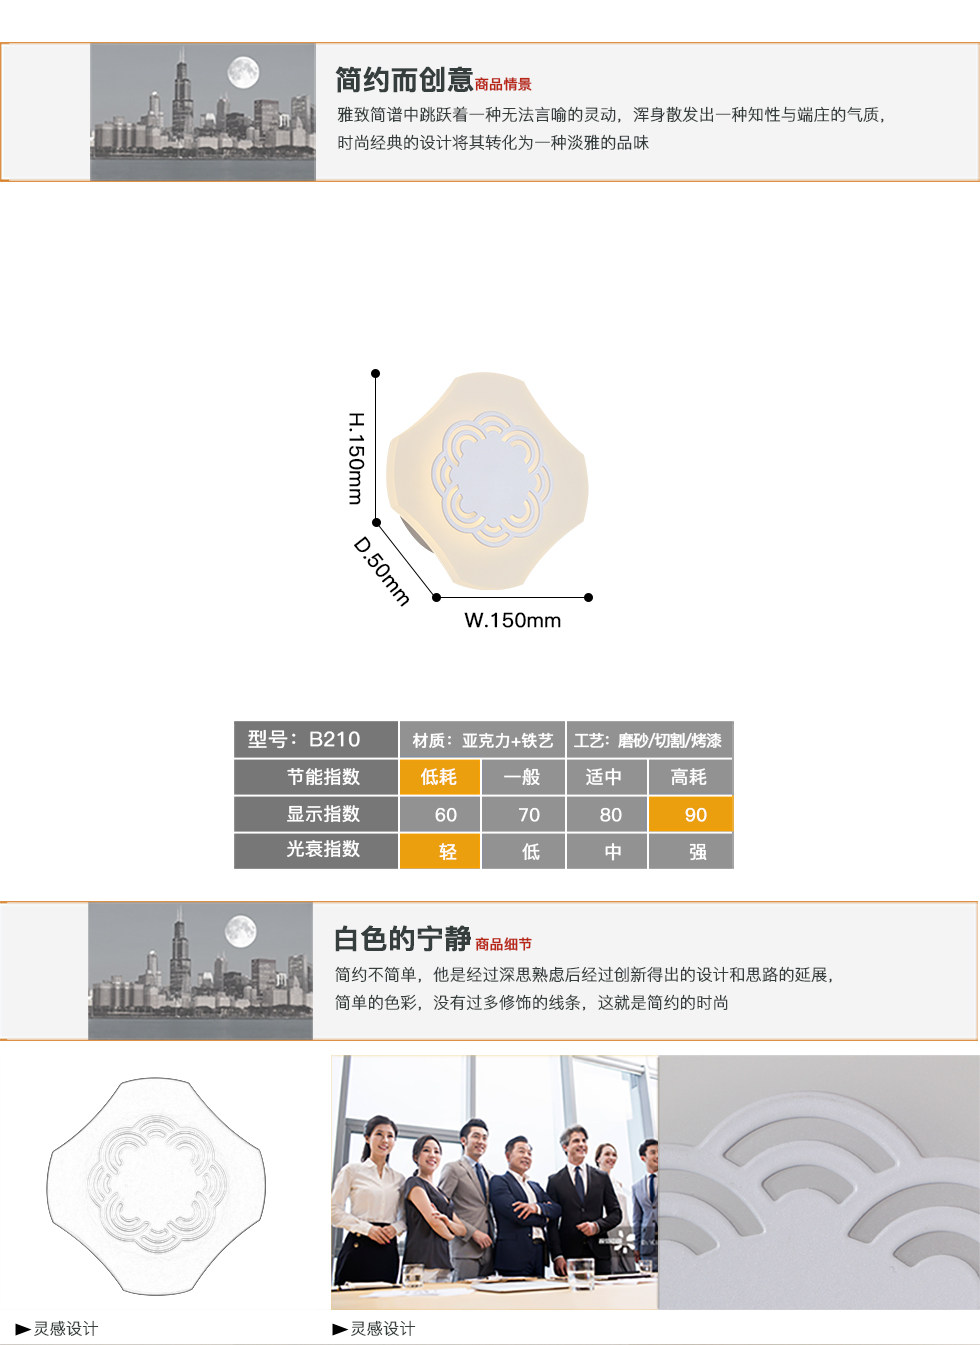 简约而创意商品情景
雅致简谱中跳跃着一种无法言喻的灵动，浑身散发出一种知性与端庄的气质，
时尚经典的设计将其转化为一种淡雅的品味
H.150mm
D.50mm
W.150mm
型号：B210 材质：亚克力+铁艺 工艺：磨砂/切割/烤漆
节能指数 低耗 一般 适中 高耗
显示指数 60 70 80 90
光衰指数 轻 低 中 强
白色的宁静 商品细节
简约不简单，他是经过深思熟虑后经过创新得出的设计和思路的延展，
简单的色彩，没有过多修饰的线条，这就是简约的时尚
▶灵感设计
▶灵感设计